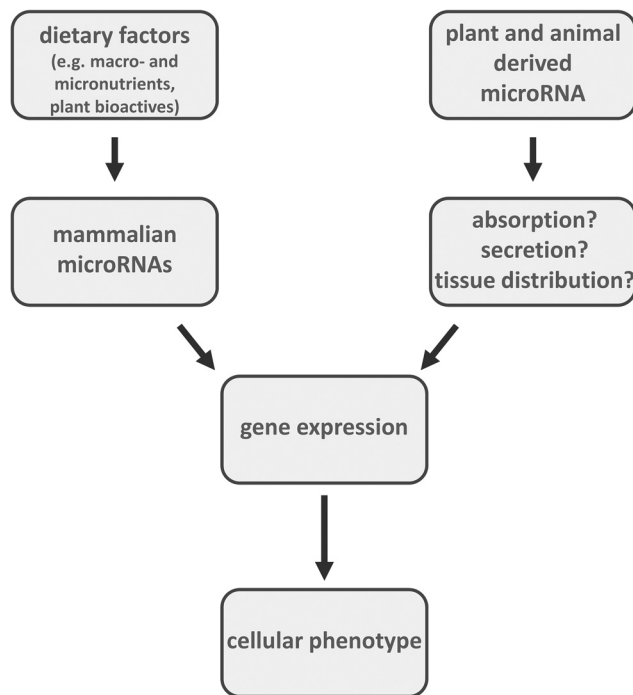 dietary factors
(e.g. macro- and
micronutrients,
plant bioactives)
plant and animal
derived
microRNA
mammalian
microRNAs
absorption?
secretion?
tissue distribution?
gene expression
cellular phenotype